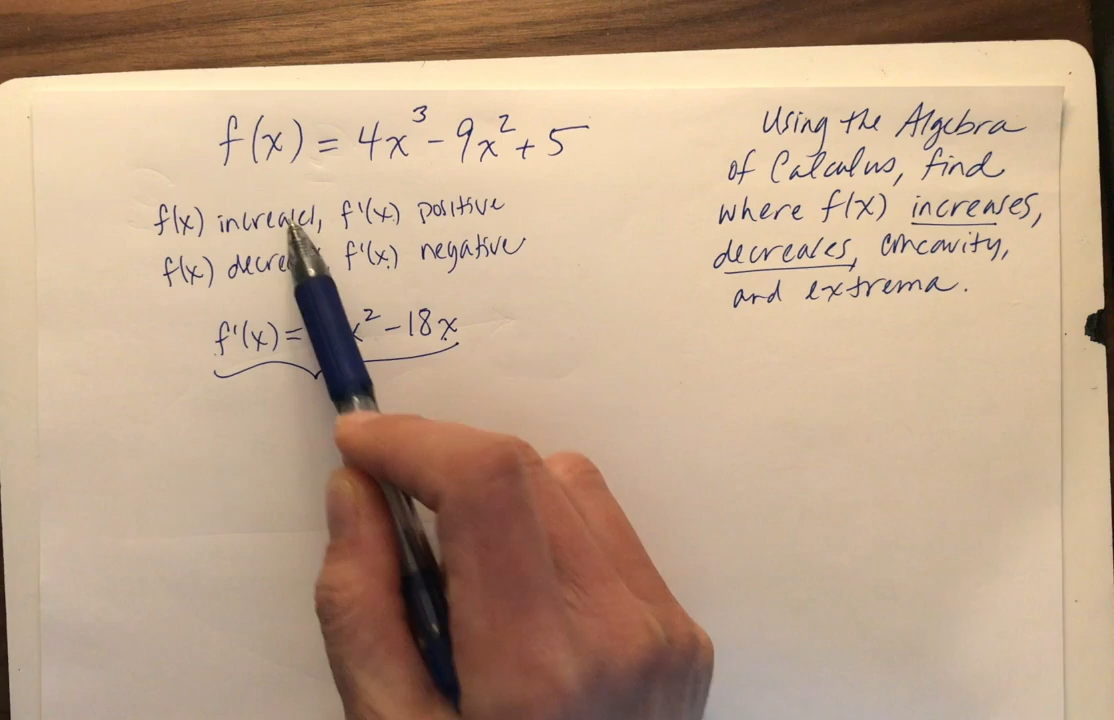 f(x) = 4x³ - 9x² + 5
f(x) increases, f'(x) positive
f(x) f'(x) negative
f'(x) = x² - 18x
Using the Algebra
of Calculus, find
where f(x) increases,
decreases, concavity,
and extrema.